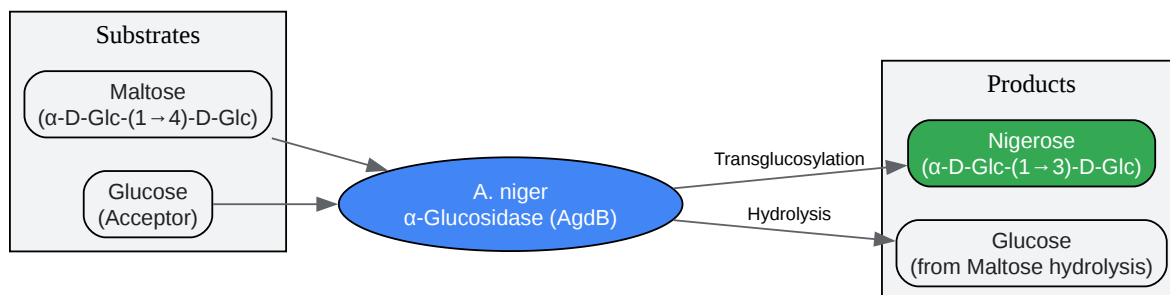 Substrates
Maltose
(α-D-Glc-(1→4)-D-Glc)
Glucose
(Acceptor)
A. niger
α-Glucosidase (AgdB)
Transglucosylation
Hydrolysis
Products
Nigerose
(α-D-Glc-(1→3)-D-Glc)
Glucose
(from Maltose hydrolysis)